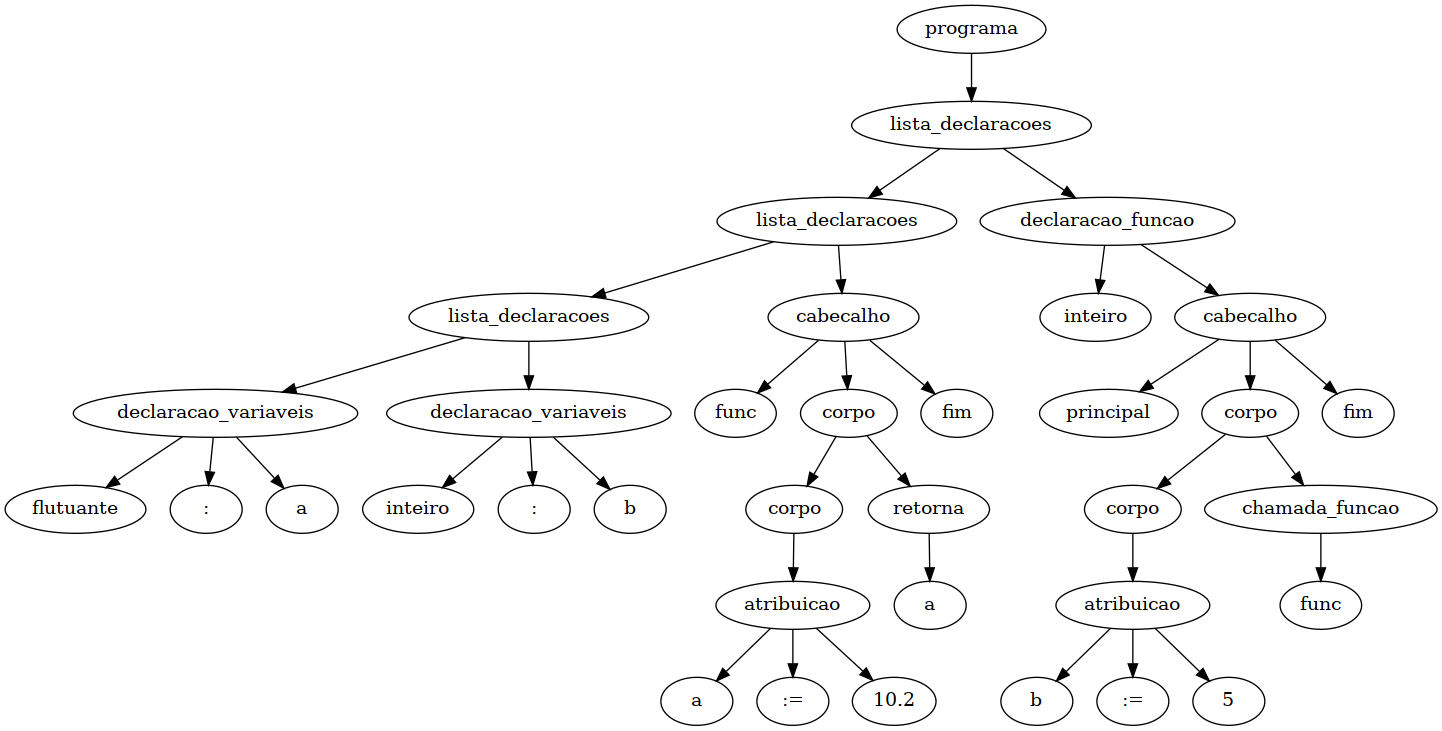 programa
lista_declaracoes
lista_declaracoes declaracao_funcao
lista_declaracoes cabecalho inteiro cabecalho
declaracao_variaveis declaracao_variaveis func corpo fim principal corpo fim
flutuante : a inteiro : b corpo retorna corpo chamada_funcao
atribuicao a atribuicao func
a := 10.2 b := 5